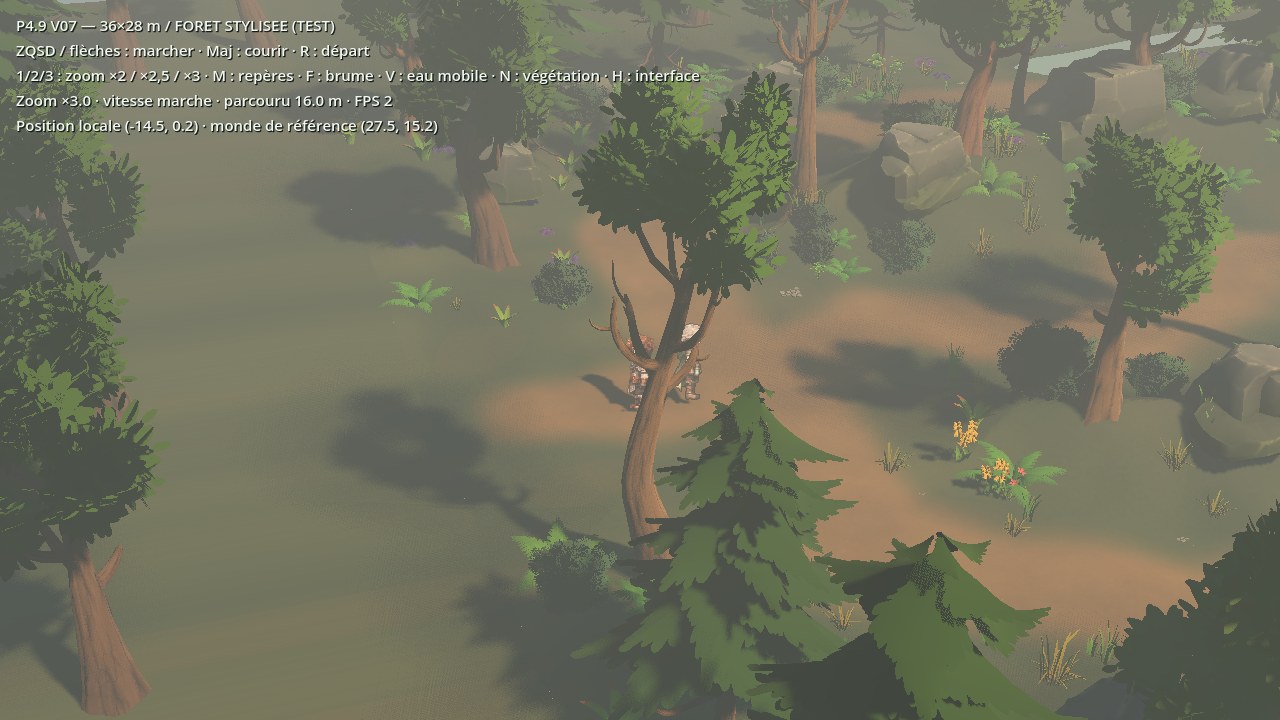 P4.9 V07 — 36×28 m / FORET STYLISEE (TEST)
ZQSD / flèches : marcher · Maj : courir · R : départ
1/2/3 : zoom ×2 / ×2,5 / ×3 · M : repères · F : brume · V : eau mobile · N : végétation · H : interface
Zoom ×3.0 · vitesse marche · parcouru 16.0 m · FPS 2
Position locale (-14.5, 0.2) · monde de référence (27.5, 15.2)